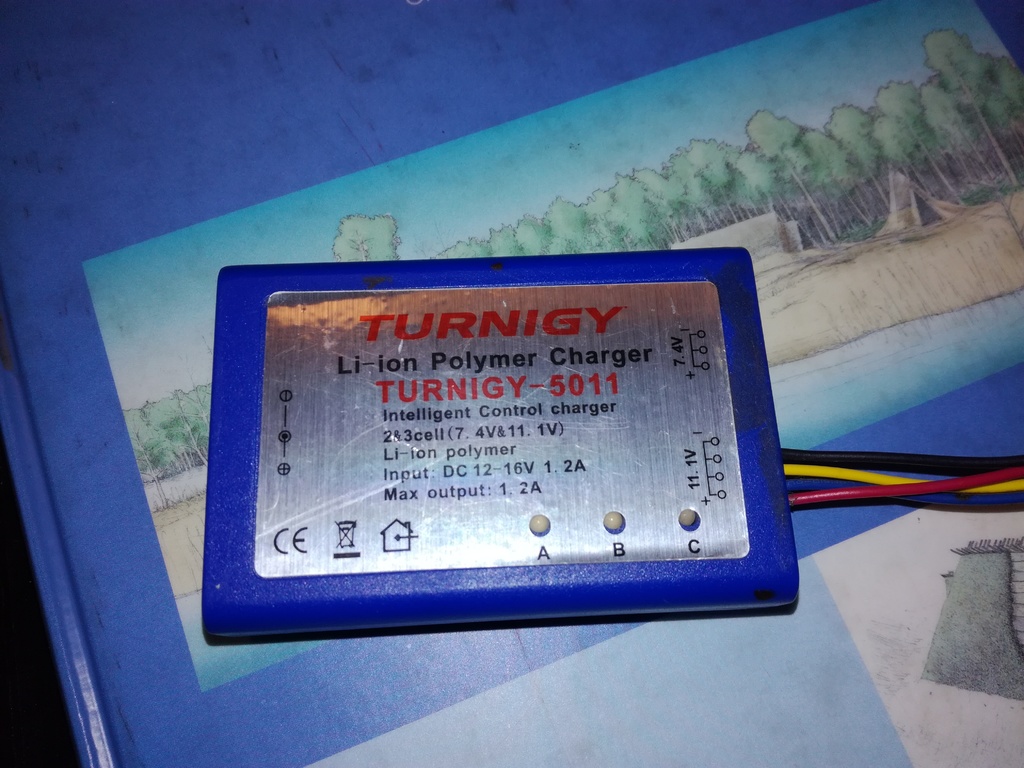 TURNIGY
Li-ion Polymer Charger
TURNIGY-5011
Intelligent Control charger
2&3cell(7.4V&11.1V)
Li-ion polymer
Input: DC 12-16V 1.2A
Max output: 1.2A
7.4V
+ −
11.1V
+ −
CE
A B C